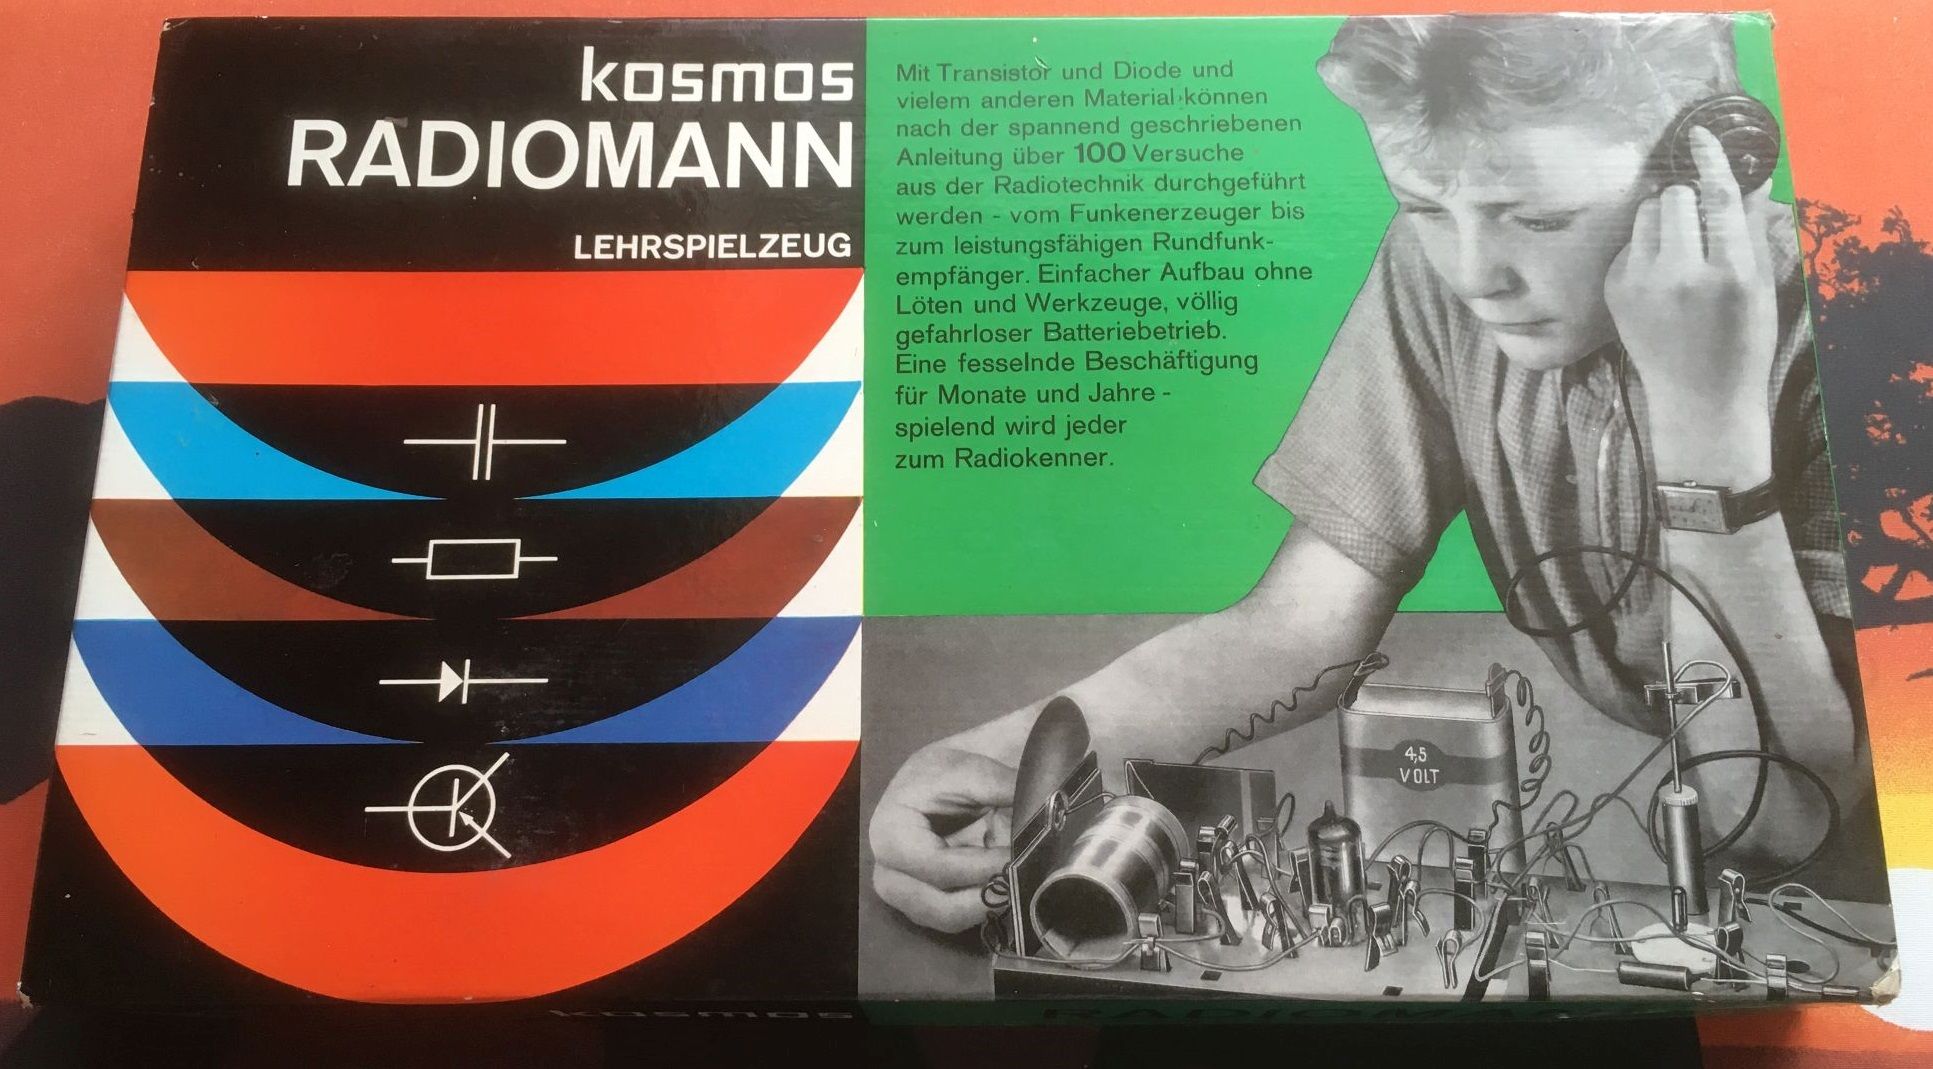 kosmos
RADIOMANN
LEHRSPIELZEUG
Mit Transistor und Diode und
vielem anderen Material können
nach der spannend geschriebenen
Anleitung über 100 Versuche
aus der Radiotechnik durchgeführt
werden - vom Funkenerzeuger bis
zum leistungsfähigen Rundfunk-
empfänger. Einfacher Aufbau ohne
Löten und Werkzeuge, völlig
gefahrloser Batteriebetrieb.
Eine fesselnde Beschäftigung
für Monate und Jahre -
spielend wird jeder
zum Radiokenner.
4,5
VOLT
kosmos
RADIOMANN